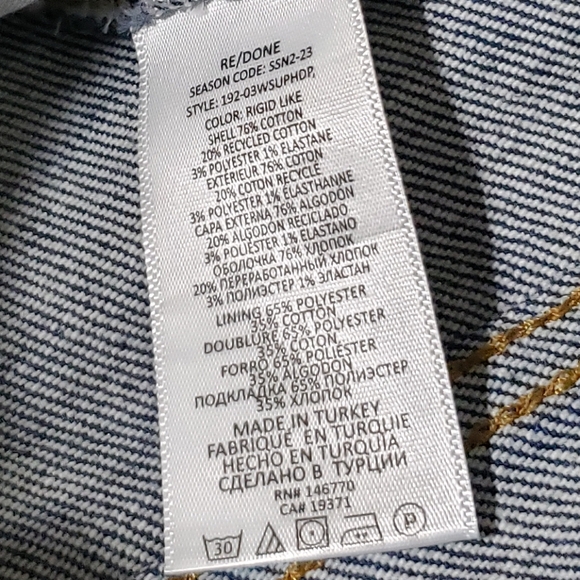 RE/DONE
SEASON CODE: SSN2-23
STYLE: 192-03WSUPHDP,
COLOR: RIGID LIKE
SHELL 76% COTTON
20% RECYCLED COTTON
3% POLYESTER 1% ELASTANE
EXTÉRIEUR 76% COTON
20% COTON RECYCLÉ
3% POLYESTER 1% ÉLASTHANNE
CAPA EXTERNA 76% ALGODÓN
20% ALGODÓN RECICLADO
3% POLIÉSTER 1% ELASTANO
ОБОЛОЧКА 76% ХЛОПОК
20% ПЕРЕРАБОТАННЫЙ ХЛОПОК
3% ПОЛИЭСТЕР 1% ЭЛАСТАН
LINING 65% POLYESTER
35% COTTON
DOUBLURE 65% POLYESTER
35% COTON
FORRO 65% POLIÉSTER
35% ALGODÓN
ПОДКЛАДКА 65% ПОЛИЭСТЕР
35% ХЛОПОК
MADE IN TURKEY
FABRIQUÉ EN TURQUIE
HECHO EN TURQUÍA
СДЕЛАНО В ТУРЦИИ
RN# 146770
CA# 19371
30 P